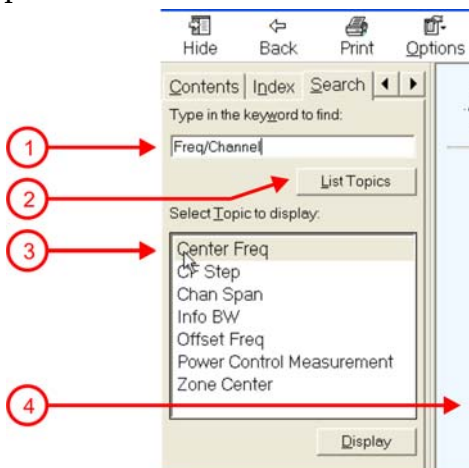 Hide Back Print Options
Contents Index Search
Type in the keyword to find:
1
Freq/Channel
2
List Topics
Select Topic to display:
3
Center Freq
CF Step
Chan Span
Info BW
Offset Freq
Power Control Measurement
Zone Center
4
Display